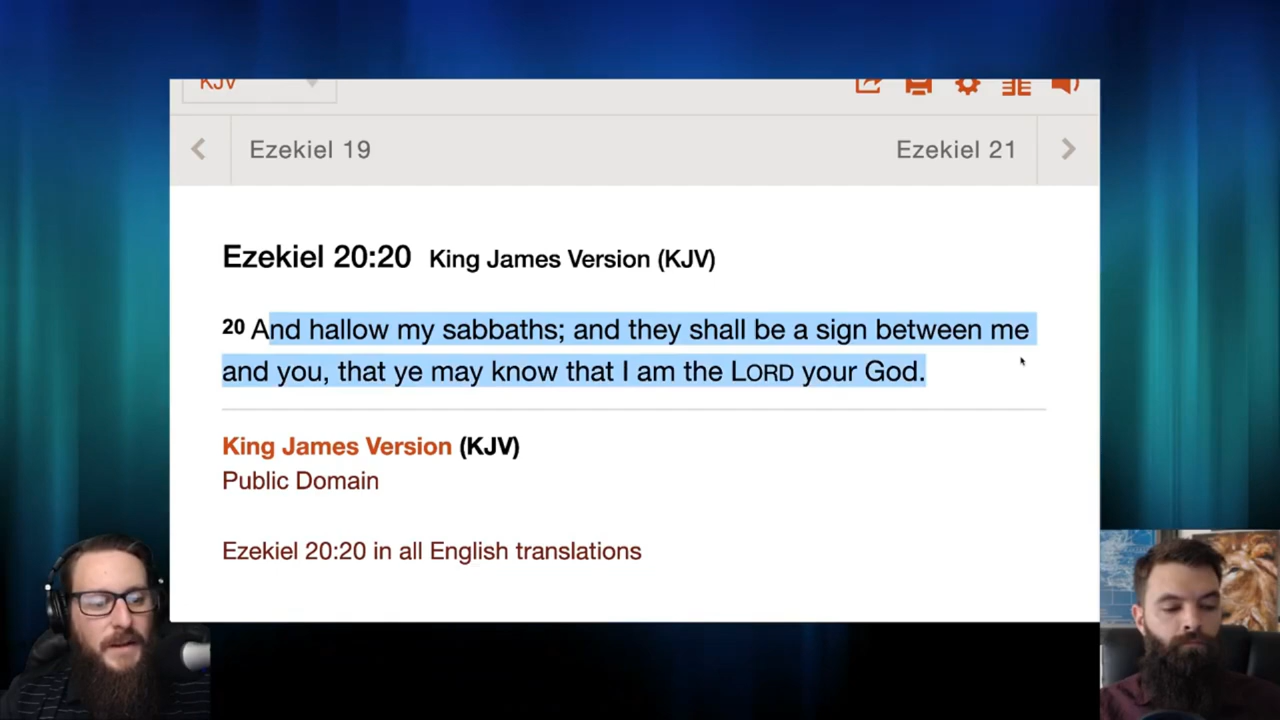 KJV
Ezekiel 19
Ezekiel 21
Ezekiel 20:20 King James Version (KJV)
20 And hallow my sabbaths; and they shall be a sign between me
and you, that ye may know that I am the LORD your God.
King James Version (KJV)
Public Domain
Ezekiel 20:20 in all English translations